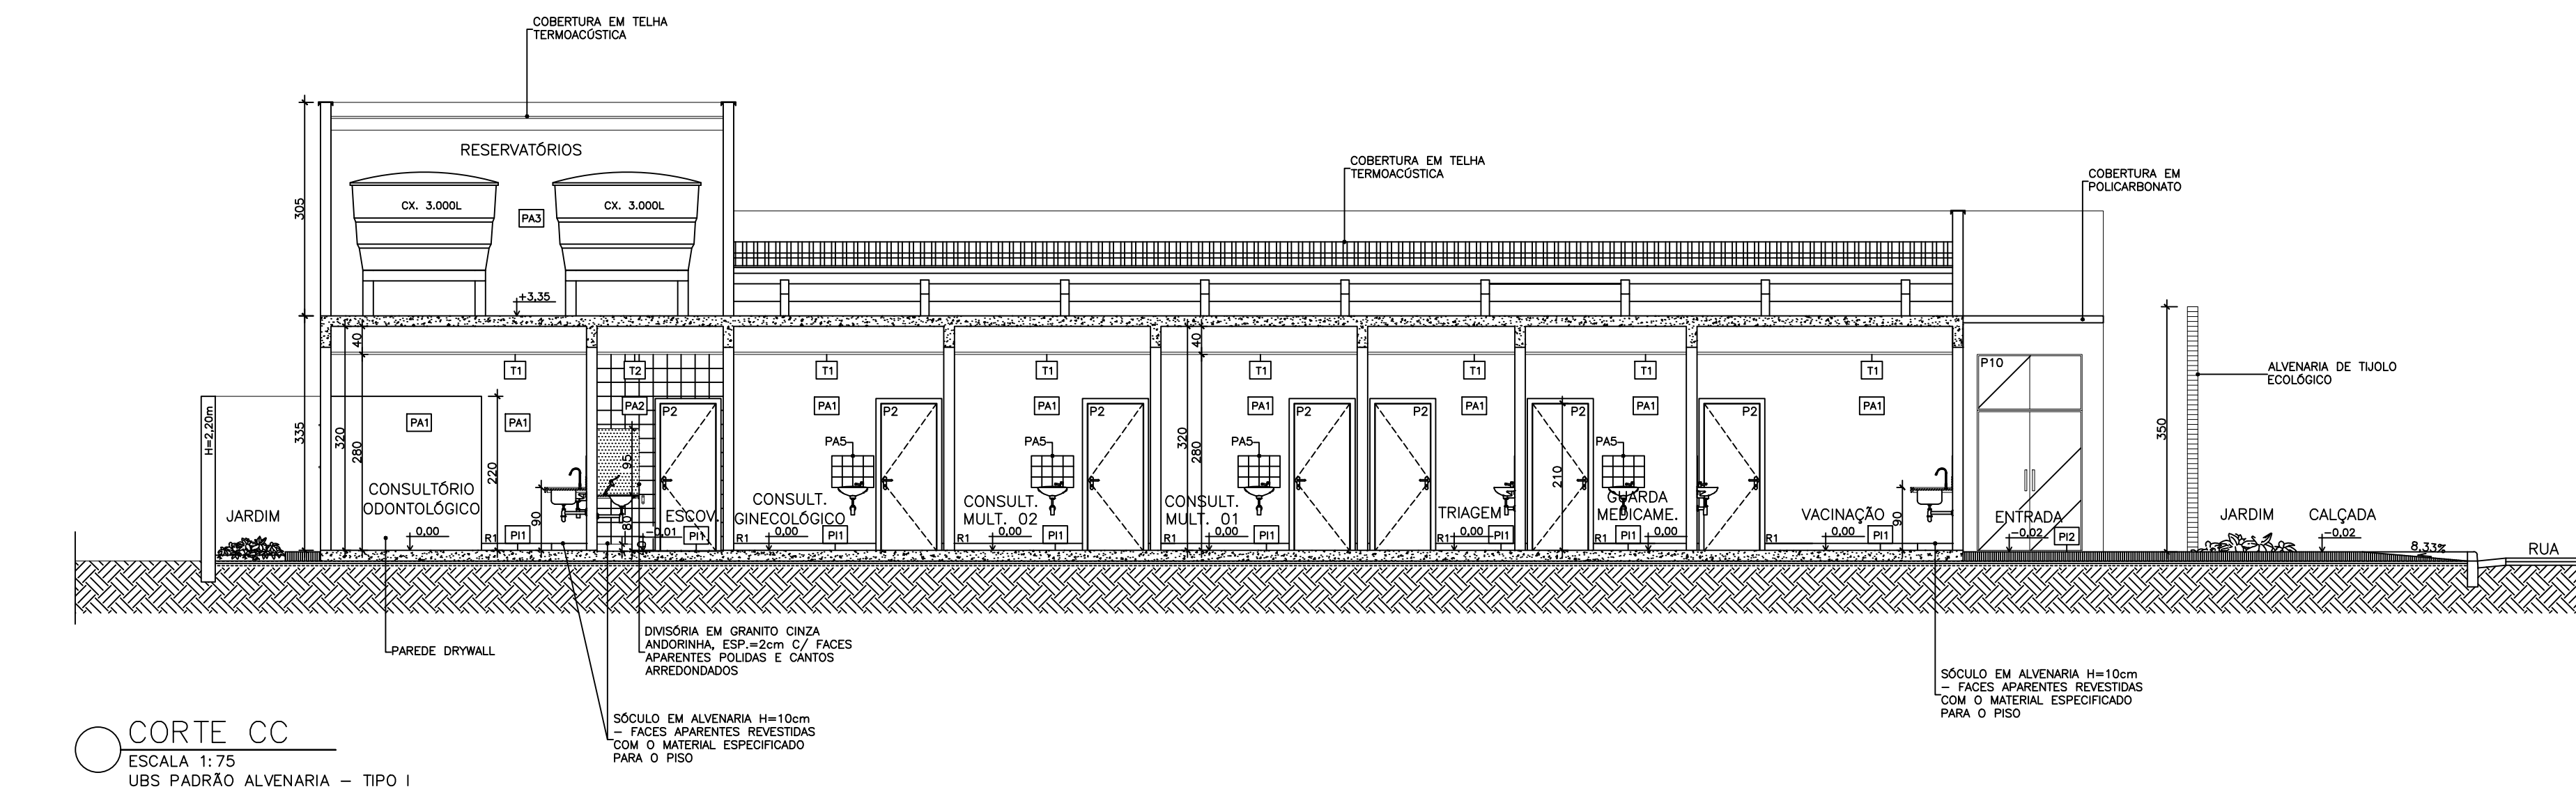 COBERTURA EM TELHA
TERMOACÚSTICA
RESERVATÓRIOS
CX. 3.000L
CX. 3.000L
PA3
+3,35
305
COBERTURA EM TELHA
TERMOACÚSTICA
COBERTURA EM
POLICARBONATO
335
320
40
280
220
H=2,20m
T1
T2
T1
T1
T1
T1
T1
T1
PA1
PA1
PA2
PA1
PA1
PA1
PA1
PA1
PA1
P2
P2
P2
P2
P2
P2
P2
P10
PA5
PA5
PA5
PA5
320
40
280
210
350
ALVENARIA DE TIJOLO
ECOLÓGICO
JARDIM
CONSULTÓRIO
ODONTOLÓGICO
0,00
R1
PI1
90
95
80
ESCOV.
-0,01
PI1
CONSULT.
GINECOLÓGICO
R1
0,00
PI1
CONSULT.
MULT. 02
R1
0,00
PI1
CONSULT.
MULT. 01
R1
0,00
PI1
TRIAGEM
R1
0,00
PI1
GUARDA
MEDICAME.
R1
PI1
0,00
VACINAÇÃO
R1
0,00
PI1
90
ENTRADA
-0,02
PI2
JARDIM
CALÇADA
-0,02
8.33%
RUA
PAREDE DRYWALL
DIVISÓRIA EM GRANITO CINZA
ANDORINHA, ESP.=2cm C/ FACES
APARENTES POLIDAS E CANTOS
ARREDONDADOS
SÓCULO EM ALVENARIA H=10cm
– FACES APARENTES REVESTIDAS
COM O MATERIAL ESPECIFICADO
PARA O PISO
SÓCULO EM ALVENARIA H=10cm
– FACES APARENTES REVESTIDAS
COM O MATERIAL ESPECIFICADO
PARA O PISO
CORTE CC
ESCALA 1:75
UBS PADRÃO ALVENARIA – TIPO I